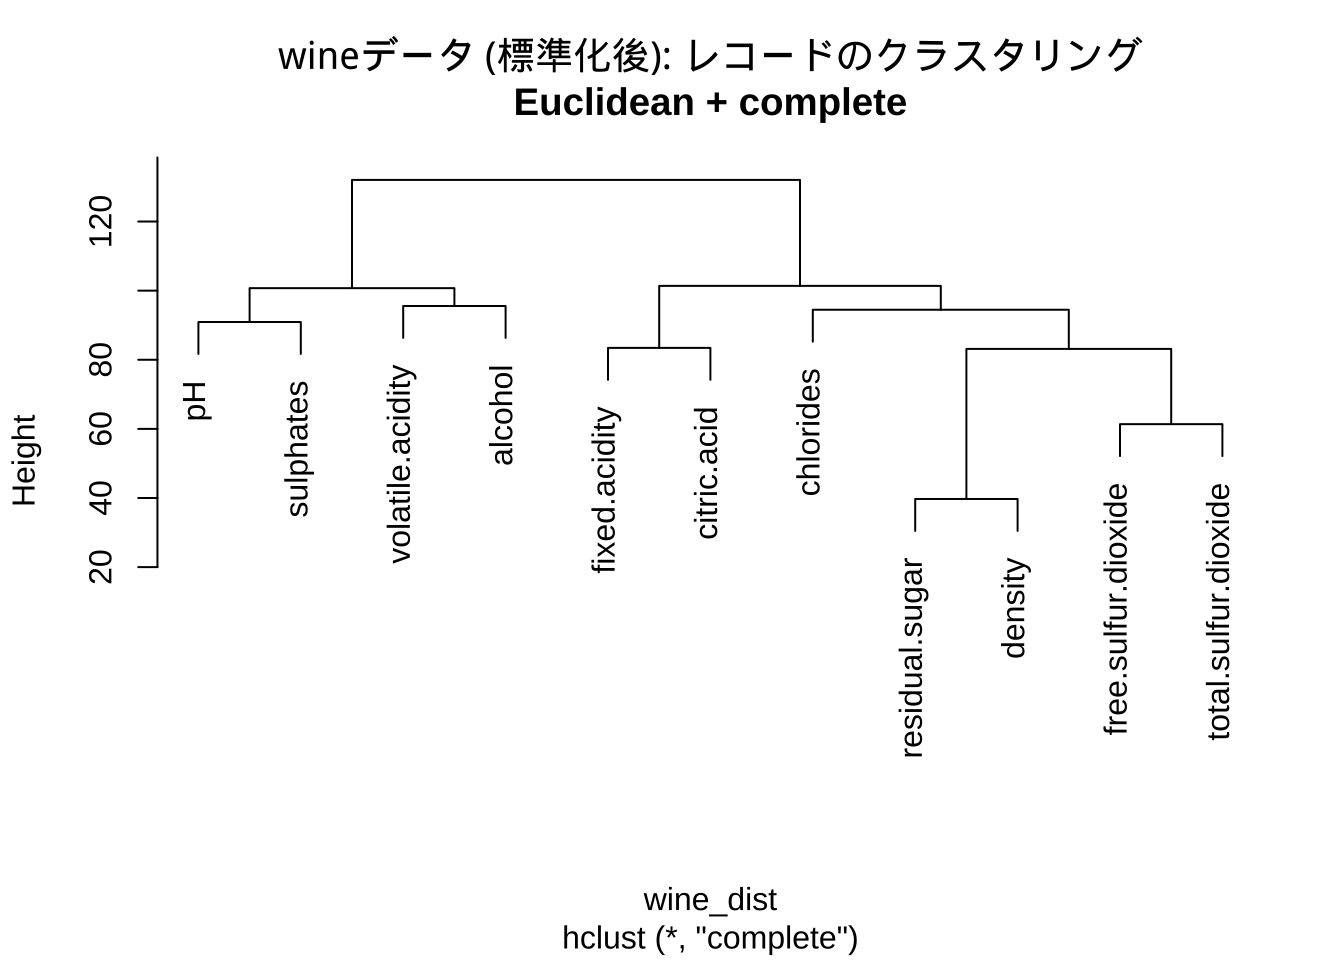 wineデータ (標準化後): レコードのクラスタリング
Euclidean + complete
Height
120
80
60
40
20
pH
sulphates
volatile.acidity
alcohol
fixed.acidity
citric.acid
chlorides
residual.sugar
density
free.sulfur.dioxide
total.sulfur.dioxide
wine_dist
hclust (*, "complete")